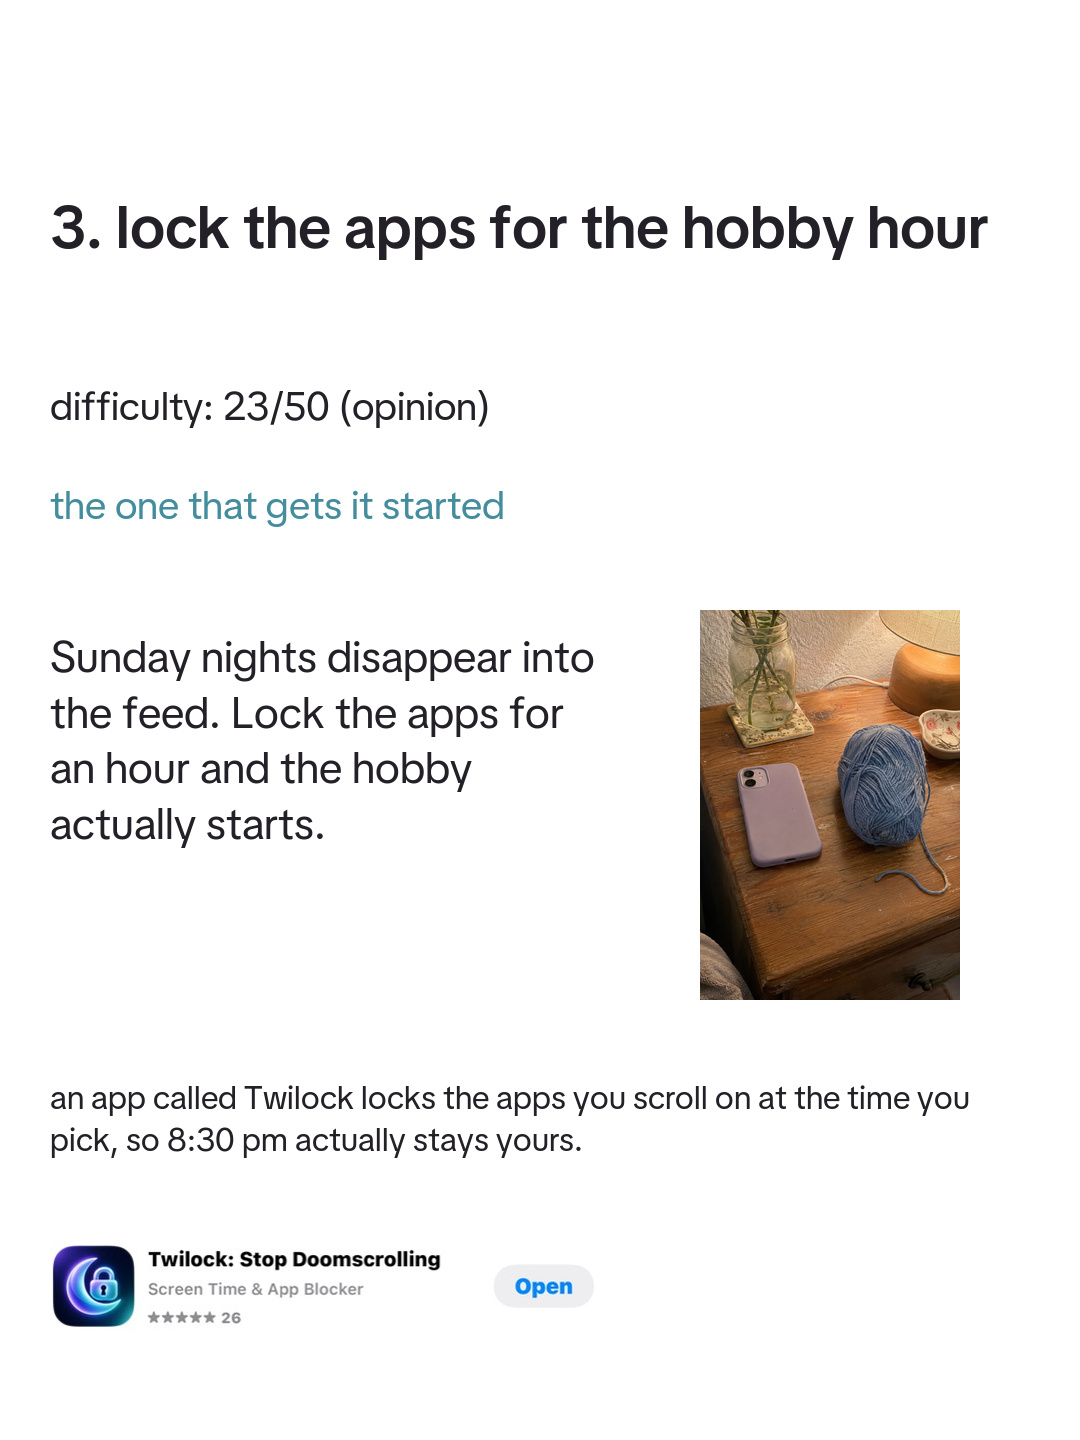 3. lock the apps for the hobby hour
difficulty: 23/50 (opinion)
the one that gets it started
Sunday nights disappear into
the feed. Lock the apps for
an hour and the hobby
actually starts.
an app called Twilock locks the apps you scroll on at the time you
pick, so 8:30 pm actually stays yours.
Twilock: Stop Doomscrolling
Screen Time & App Blocker
★★★★★ 26
Open